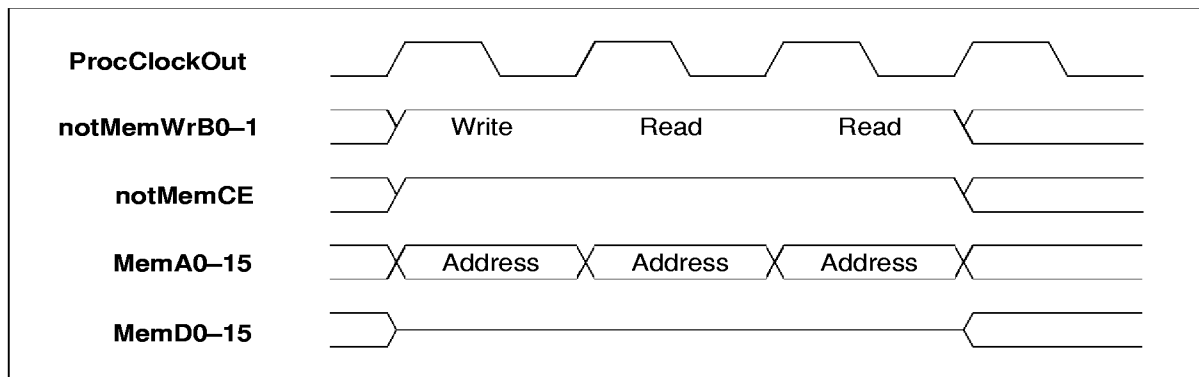 ProcClockOut
notMemWrB0–1 Write Read Read
notMemCE
MemA0–15 Address Address Address
MemD0–15